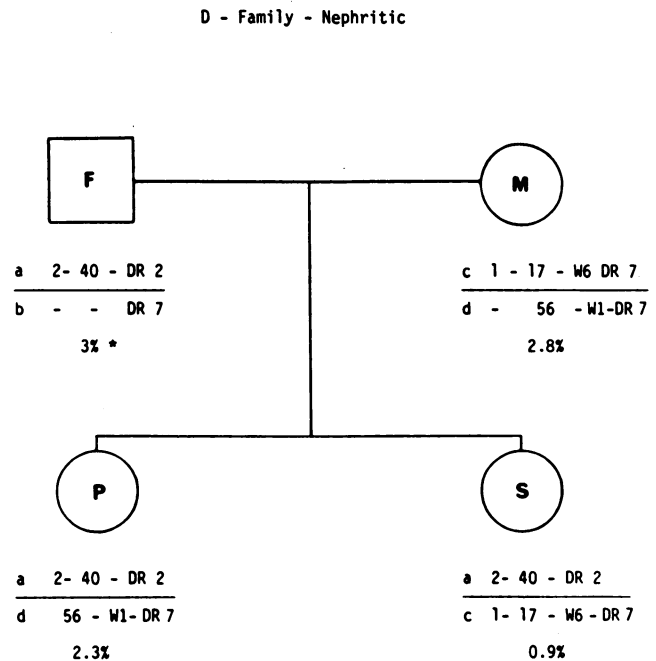 D - Family - Nephritic
F
M
a 2- 40 - DR 2
b - - DR 7
3% *
c 1 - 17 - W6 DR 7
d - 56 - W1-DR 7
2.8%
P
S
a 2- 40 - DR 2
d 56 - W1- DR 7
2.3%
a 2- 40 - DR 2
c 1- 17 - W6 - DR 7
0.9%